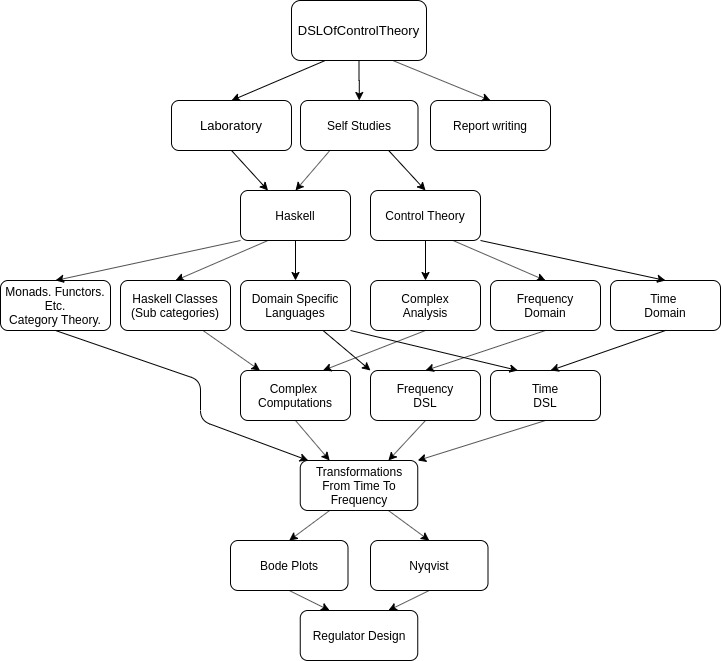 DSLOfControlTheory
Laboratory
Self Studies
Report writing
Haskell
Control Theory
Monads. Functors.
Etc.
Category Theory.
Haskell Classes
(Sub categories)
Domain Specific
Languages
Complex
Analysis
Frequency
Domain
Time
Domain
Complex
Computations
Frequency
DSL
Time
DSL
Transformations
From Time To
Frequency
Bode Plots
Nyqvist
Regulator Design